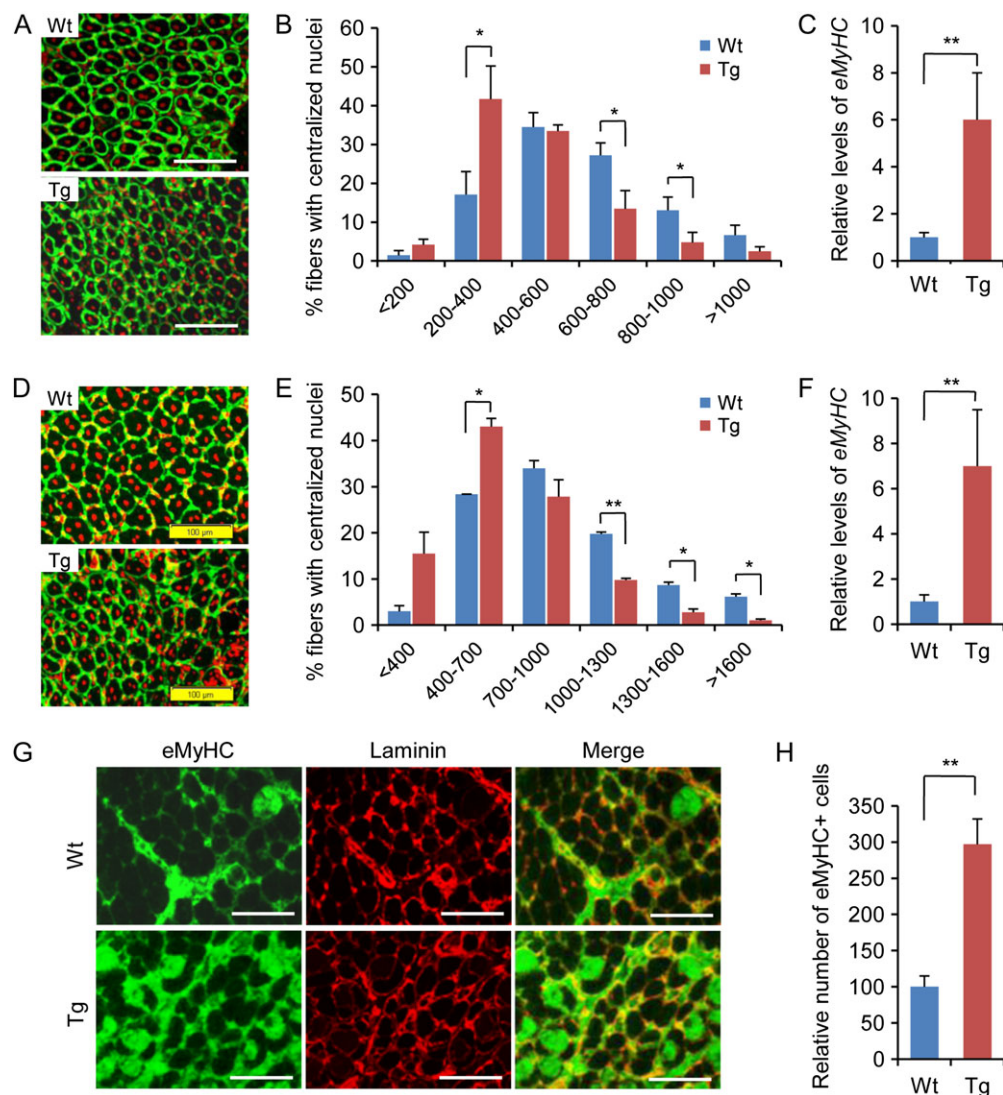 A
Wt
Tg
B
% fibers with centralized nuclei
60
50
40
30
20
10
0
*
*
*
Wt
Tg
<200
200-400
400-600
600-800
800-1000
>1000
C
Relative levels of eMyHC
10
8
6
4
2
0
**
Wt
Tg
D
Wt
100 μm
Tg
100 μm
E
% fibers with centralized nuclei
50
40
30
20
10
0
*
**
*
*
Wt
Tg
<400
400-700
700-1000
1000-1300
1300-1600
>1600
F
Relative levels of eMyHC
10
8
6
4
2
0
**
Wt
Tg
G
eMyHC
Laminin
Merge
Wt
Tg
H
Relative number of eMyHC+ cells
350
300
250
200
150
100
50
0
**
Wt
Tg